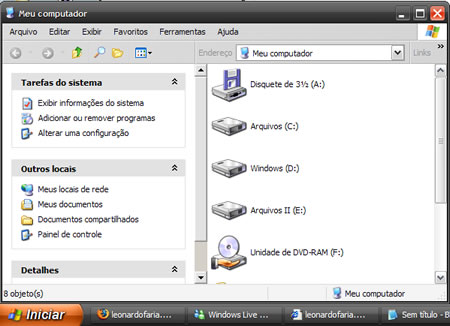 Meu computador
Arquivo Editar Exibir Favoritos Ferramentas Ajuda
Endereço Meu computador Links
Tarefas do sistema
Exibir informações do sistema
Adicionar ou remover programas
Alterar uma configuração
Outros locais
Meus locais de rede
Meus documentos
Documentos compartilhados
Painel de controle
Detalhes
Disquete de 3½ (A:)
Arquivos (C:)
Windows (D:)
Arquivos II (E:)
Unidade de DVD-RAM (F:)
8 objeto(s) Meu computador
Iniciar leonardofaria.... Windows Live ... leonardofaria.... Sem título - Bl